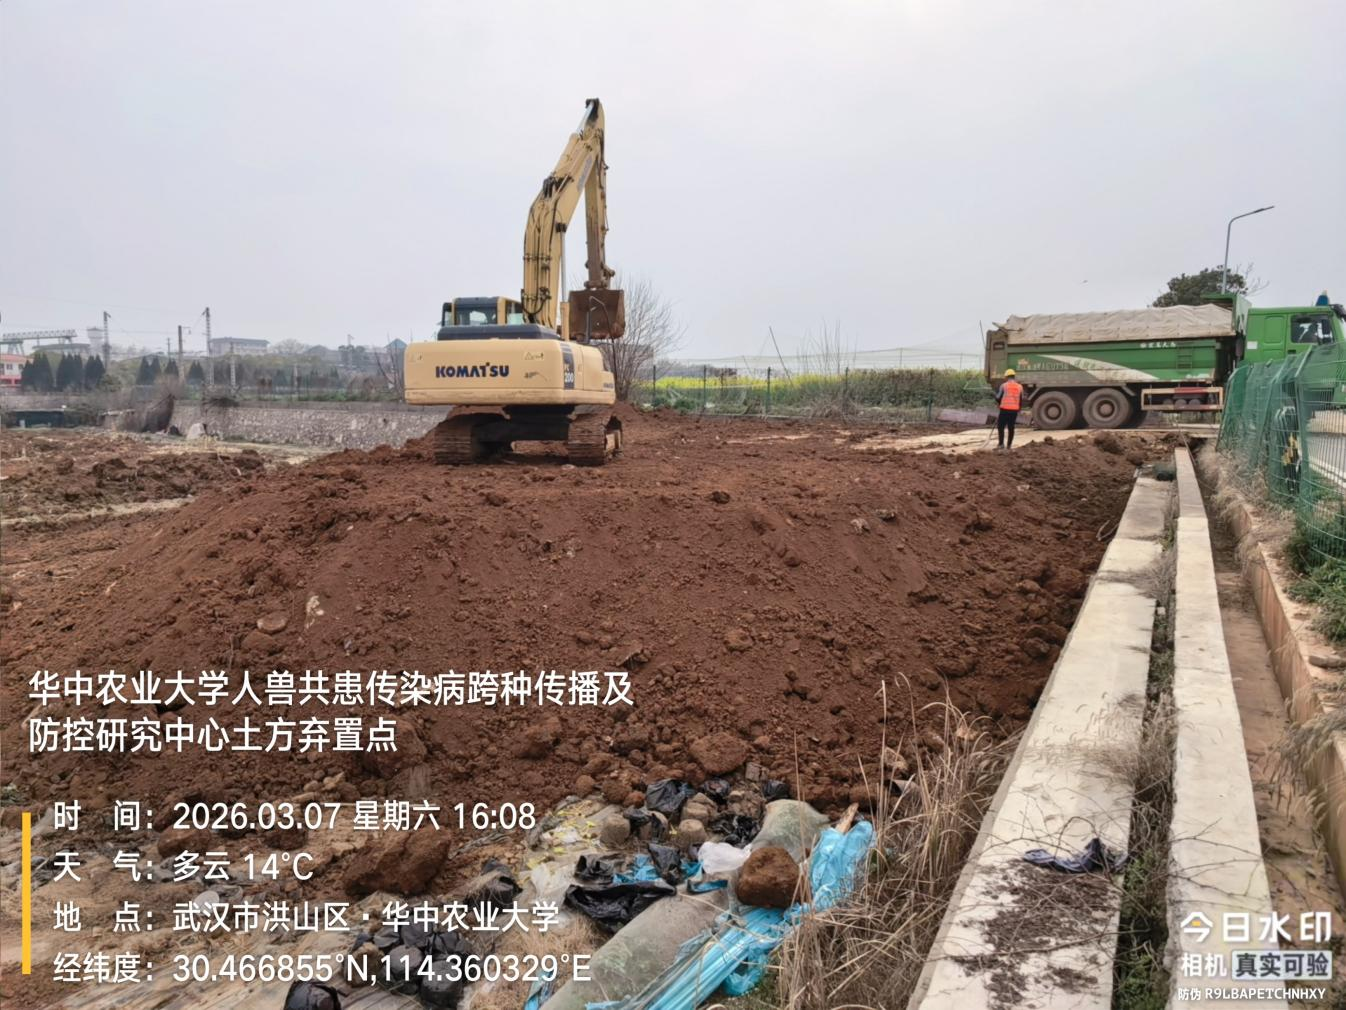 KOMATSU
PC
200
华中农业大学人兽共患传染病跨种传播及
防控研究中心土方弃置点
时 间：2026.03.07 星期六 16:08
天 气：多云 14℃
地 点：武汉市洪山区·华中农业大学
经纬度：30.466855°N,114.360329°E
今日水印
相机 真实可验
防伪 R9LBAPETCHNHXY